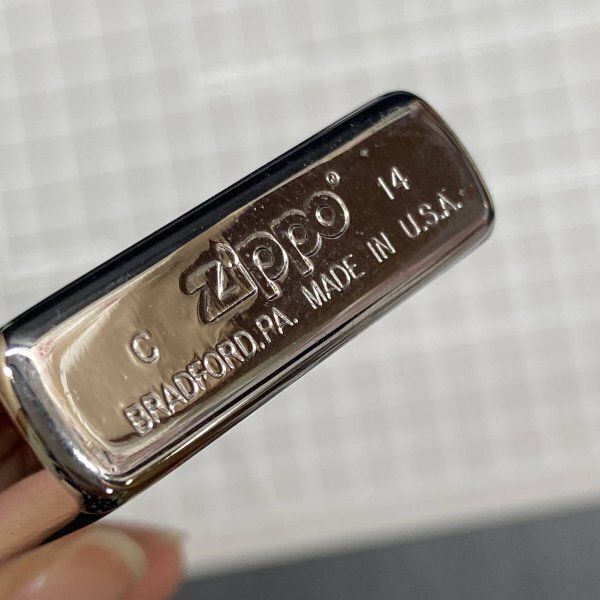 C Zippo® 14
BRADFORD,PA. MADE IN U.S.A.